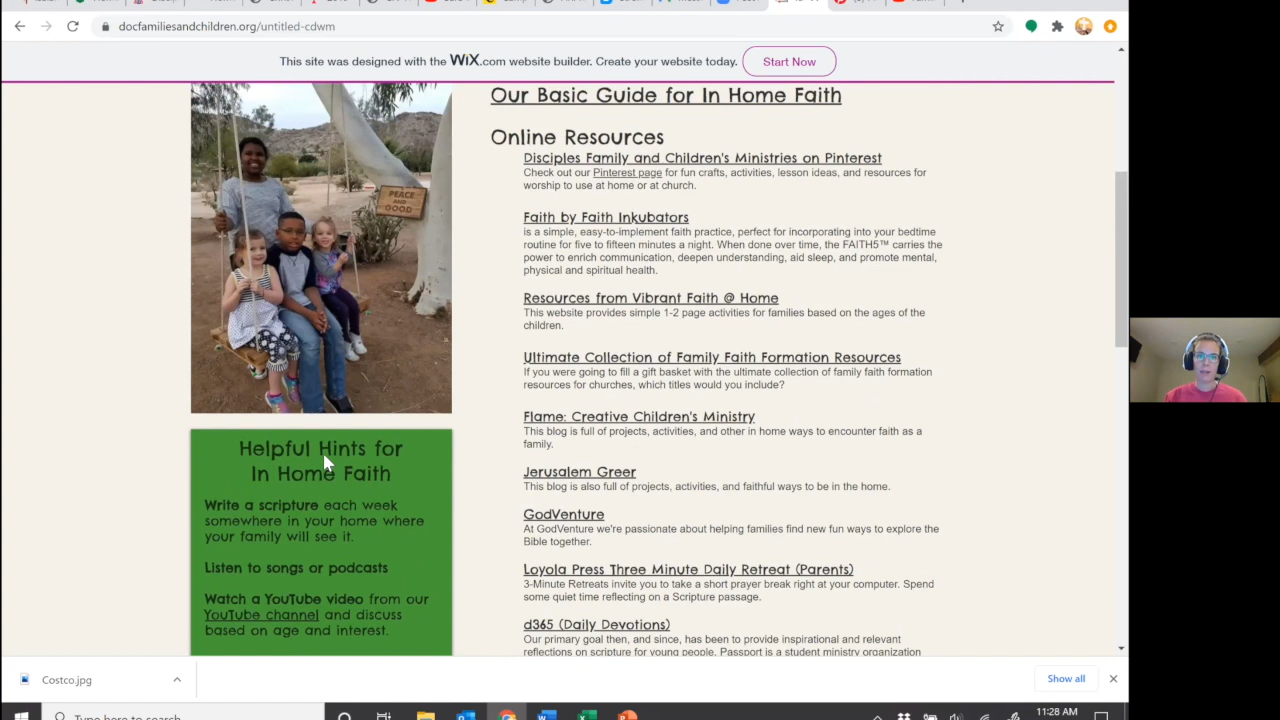 docfamiliesandchildren.org/untitled-cdwm
This site was designed with the WiX.com website builder. Create your website today.
Start Now
PEACE
AND
GOOD
Helpful Hints for
In Home Faith
Write a scripture each week
somewhere in your home where
your family will see it.
Listen to songs or podcasts
Watch a YouTube video from our
YouTube channel and discuss
based on age and interest.
Our Basic Guide for In Home Faith
Online Resources
Disciples Family and Children's Ministries on Pinterest
Check out our Pinterest page for fun crafts, activities, lesson ideas, and resources for
worship to use at home or at church.
Faith by Faith Inkubators
is a simple, easy-to-implement faith practice, perfect for incorporating into your bedtime
routine for five to fifteen minutes a night. When done over time, the FAITH5™ carries the
power to enrich communication, deepen understanding, aid sleep, and promote mental,
physical and spiritual health.
Resources from Vibrant Faith @ Home
This website provides simple 1-2 page activities for families based on the ages of the
children.
Ultimate Collection of Family Faith Formation Resources
If you were going to fill a gift basket with the ultimate collection of family faith formation
resources for churches, which titles would you include?
Flame: Creative Children's Ministry
This blog is full of projects, activities, and other in home ways to encounter faith as a
family.
Jerusalem Greer
This blog is also full of projects, activities, and faithful ways to be in the home.
GodVenture
At GodVenture we're passionate about helping families find new fun ways to explore the
Bible together.
Loyola Press Three Minute Daily Retreat (Parents)
3-Minute Retreats invite you to take a short prayer break right at your computer. Spend
some quiet time reflecting on a Scripture passage.
d365 (Daily Devotions)
Our primary goal then, and since, has been to provide inspirational and relevant
reflections on scripture for young people. Passport is a student ministry organization
Costco.jpg
Show all
Type here to search
11:28 AM